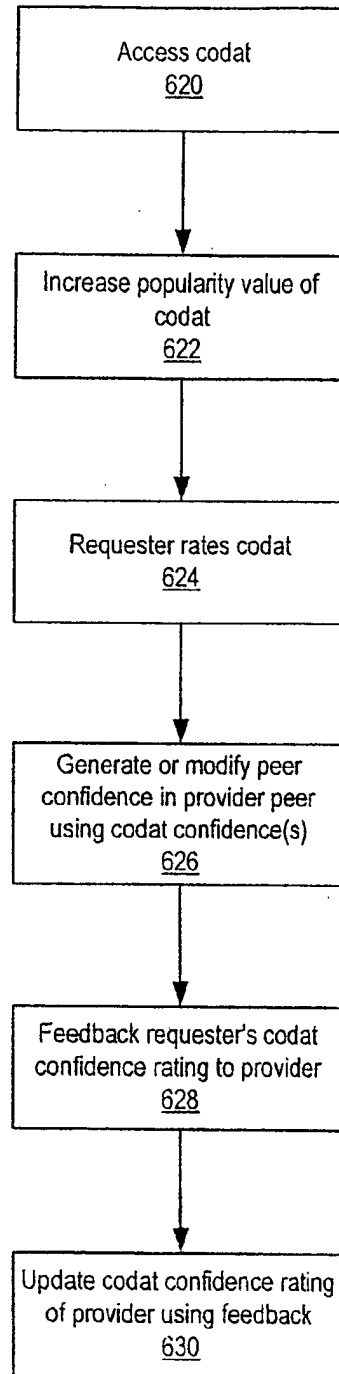 Access codat
620
Increase popularity value of
codat
622
Requester rates codat
624
Generate or modify peer
confidence in provider peer
using codat confidence(s)
626
Feedback requester's codat
confidence rating to provider
628
Update codat confidence rating
of provider using feedback
630